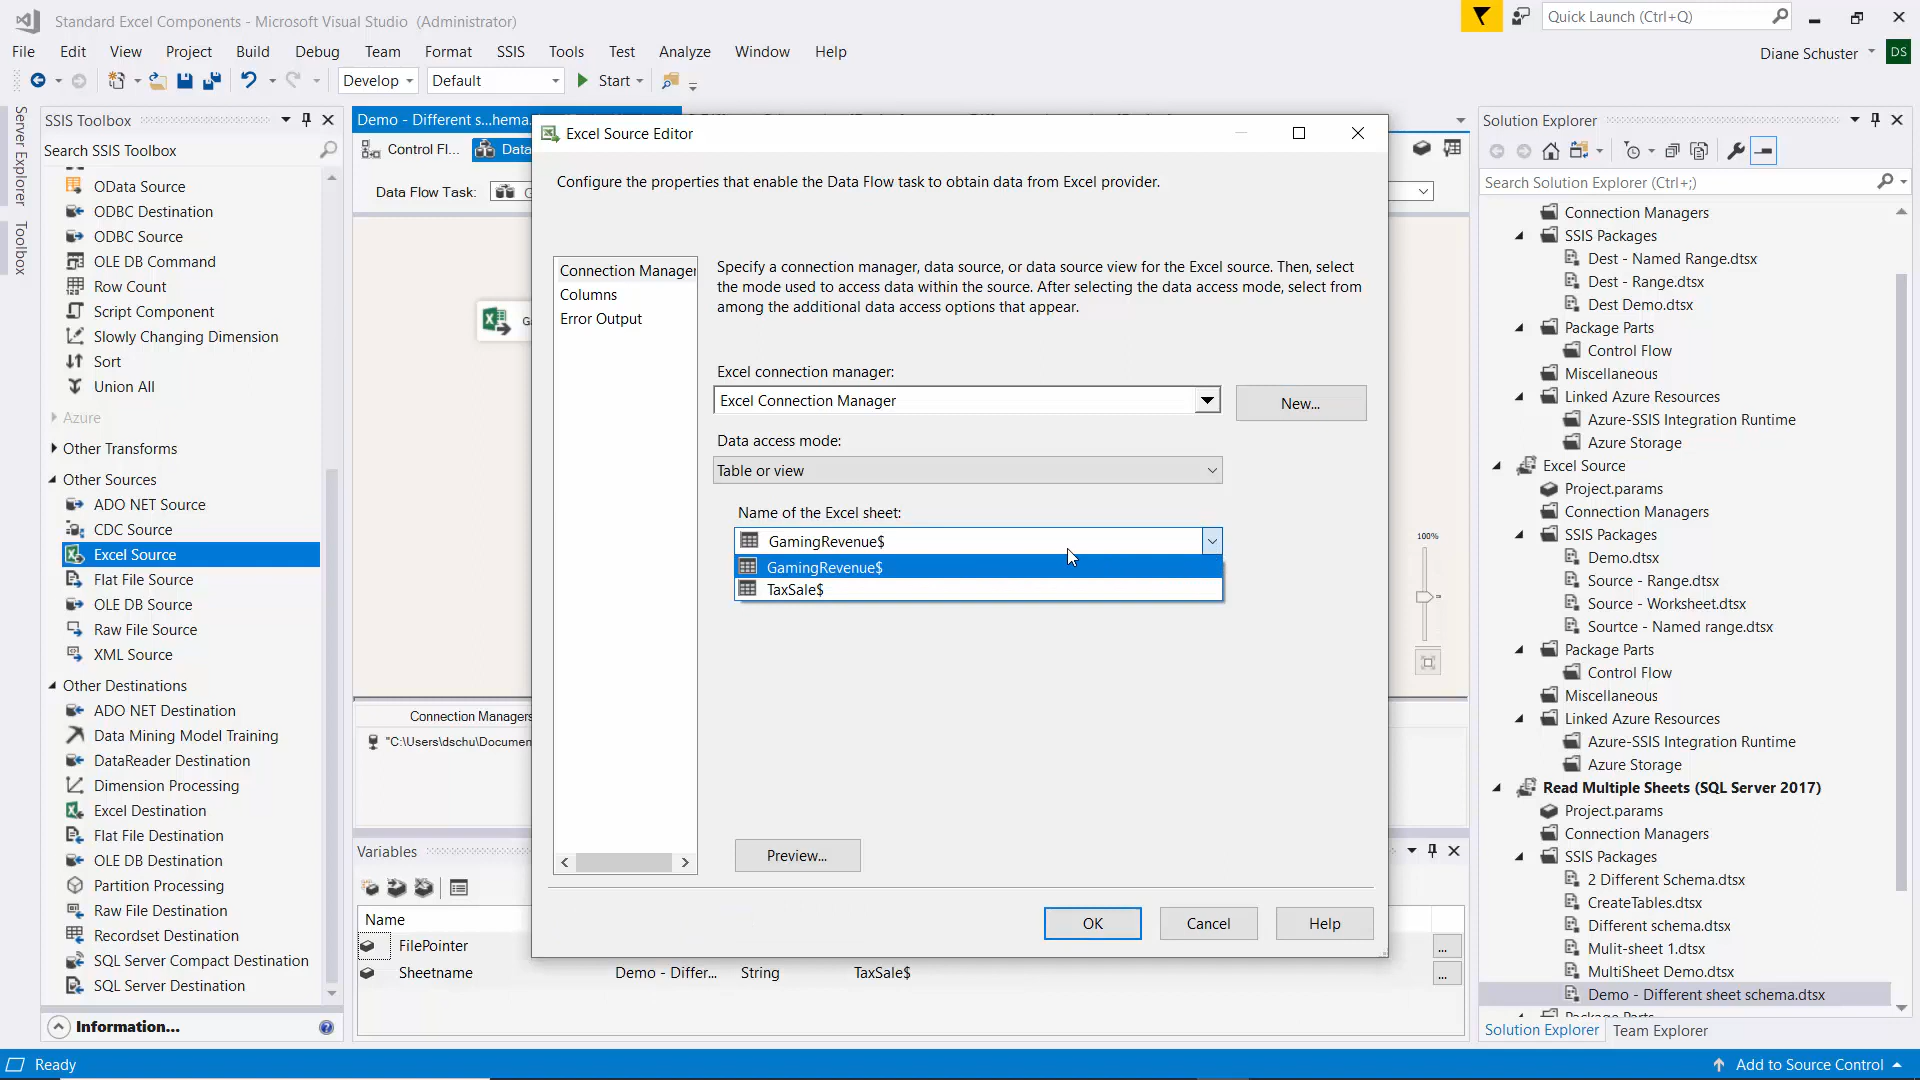 Standard Excel Components - Microsoft Visual Studio (Administrator)
Quick Launch (Ctrl+Q)
File Edit View Project Build Debug Team Format SSIS Tools Test Analyze Window Help
Diane Schuster DS
Develop Default Start
Server Explorer
Toolbox
SSIS Toolbox
Search SSIS Toolbox
OData Source
ODBC Destination
ODBC Source
OLE DB Command
Row Count
Script Component
Slowly Changing Dimension
Sort
Union All
Azure
Other Transforms
Other Sources
ADO NET Source
CDC Source
Excel Source
Flat File Source
OLE DB Source
Raw File Source
XML Source
Other Destinations
ADO NET Destination
Data Mining Model Training
DataReader Destination
Dimension Processing
Excel Destination
Flat File Destination
OLE DB Destination
Partition Processing
Raw File Destination
Recordset Destination
SQL Server Compact Destination
SQL Server Destination
Information...
Demo - Different s...hema.
Control Fl... Data
Data Flow Task:
100%
Connection Managers
"C:\Users\dschu\Documen
Variables
Name
FilePointer
Sheetname Demo - Differ... String TaxSale$
...
...
Excel Source Editor
Configure the properties that enable the Data Flow task to obtain data from Excel provider.
Connection Manager
Columns
Error Output
Specify a connection manager, data source, or data source view for the Excel source. Then, select
the mode used to access data within the source. After selecting the data access mode, select from
among the additional data access options that appear.
Excel connection manager:
Excel Connection Manager
New...
Data access mode:
Table or view
Name of the Excel sheet:
GamingRevenue$
GamingRevenue$
TaxSale$
Preview...
OK Cancel Help
Solution Explorer
Search Solution Explorer (Ctrl+;)
Connection Managers
SSIS Packages
Dest - Named Range.dtsx
Dest - Range.dtsx
Dest Demo.dtsx
Package Parts
Control Flow
Miscellaneous
Linked Azure Resources
Azure-SSIS Integration Runtime
Azure Storage
Excel Source
Project.params
Connection Managers
SSIS Packages
Demo.dtsx
Source - Range.dtsx
Source - Worksheet.dtsx
Sourtce - Named range.dtsx
Package Parts
Control Flow
Miscellaneous
Linked Azure Resources
Azure-SSIS Integration Runtime
Azure Storage
Read Multiple Sheets (SQL Server 2017)
Project.params
Connection Managers
SSIS Packages
2 Different Schema.dtsx
CreateTables.dtsx
Different schema.dtsx
Mulit-sheet 1.dtsx
MultiSheet Demo.dtsx
Demo - Different sheet schema.dtsx
Package Parts
Solution Explorer Team Explorer
Ready
Add to Source Control